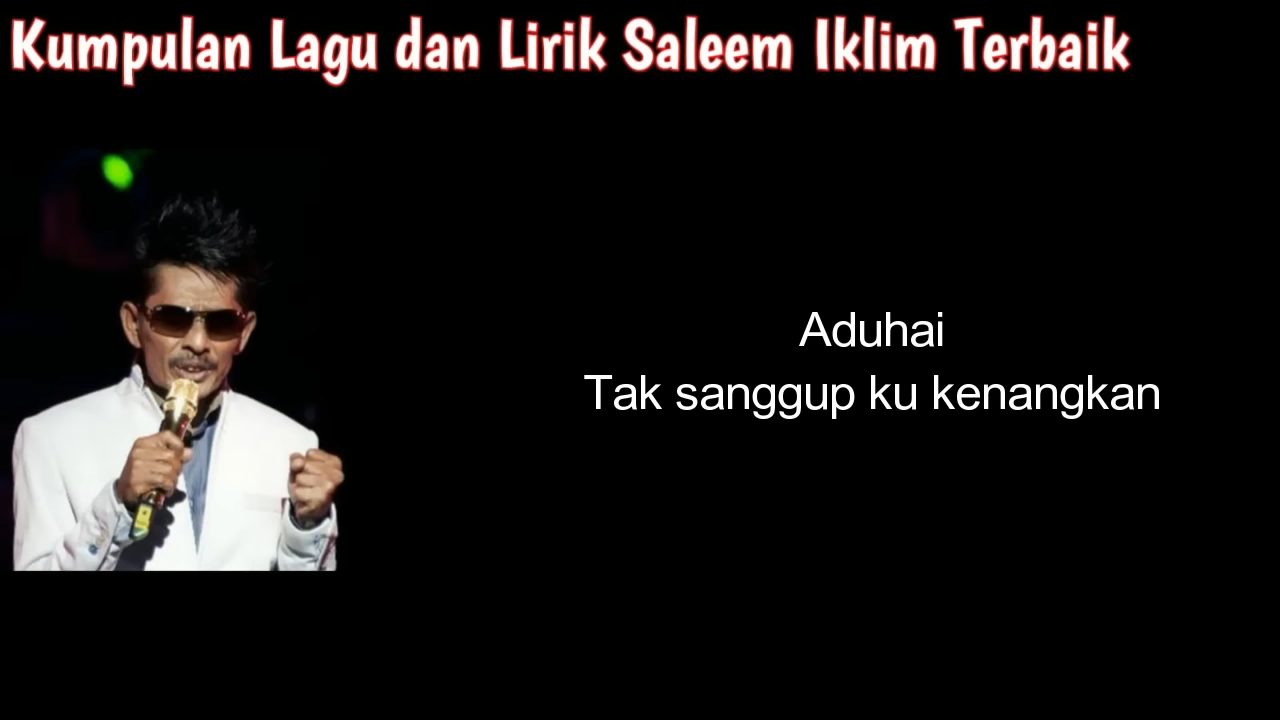 Kumpulan Lagu dan Lirik Saleem Iklim Terbaik
Aduhai
Tak sanggup ku kenangkan